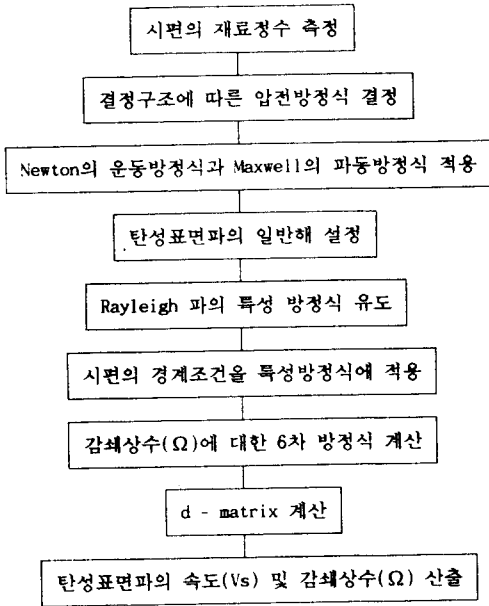 시편의 재료정수 측정
결정구조에 따른 압전방정식 결정
Newton의 운동방정식과 Maxwell의 파동방정식 적용
탄성표면파의 일반해 설정
Rayleigh 파의 특성 방정식 유도
시편의 경계조건을 특성방정식에 적용
감쇄상수(Ω)에 대한 6차 방정식 계산
d - matrix 계산
탄성표면파의 속도(Vs) 및 감쇄상수(Ω) 산출